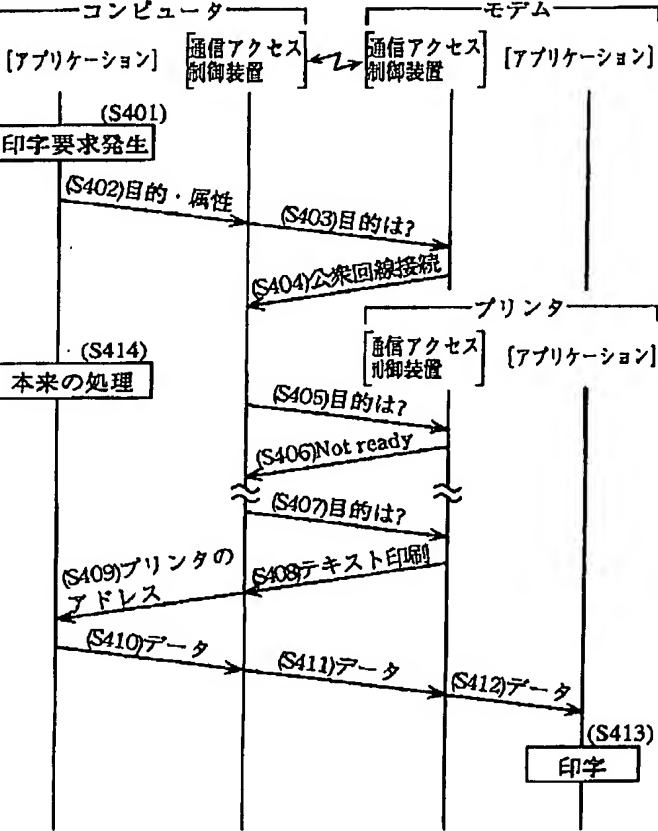 コンピュータ
モデム
[アプリケーション]
通信アクセス
制御装置
通信アクセス
制御装置
[アプリケーション]
(S401)
印字要求発生
(S402)目的・属性
(S403)目的は?
(S404)公衆回線接続
プリンタ
(S414)
本来の処理
通信アクセス
制御装置
[アプリケーション]
(S405)目的は?
(S406)Not ready
(S407)目的は?
(S408)テキスト印刷
(S409)プリンタの
アドレス
(S410)データ
(S411)データ
(S412)データ
(S413)
印字